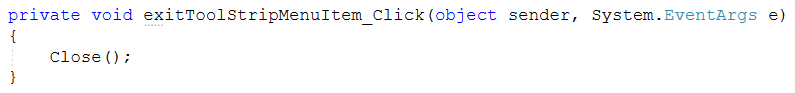 private void exitToolStripMenuItem_Click(object sender, System.EventArgs e)
{
    Close();
}